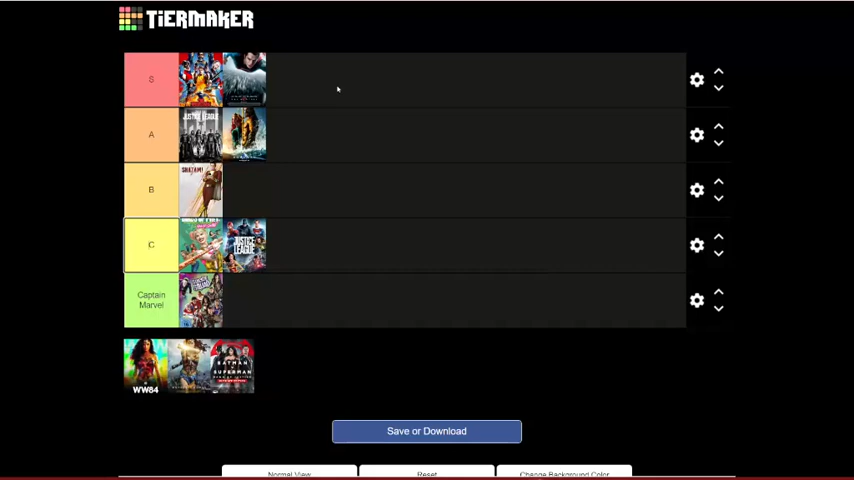 TIERMAKER
S
A
JUSTICE LEAGUE
B
SHAZAM!
C
JUSTICE
LEAGUE
Captain
Marvel
WW84
BATMAN
SUPERMAN
Save or Download
Normal View
Reset
Change Background Color